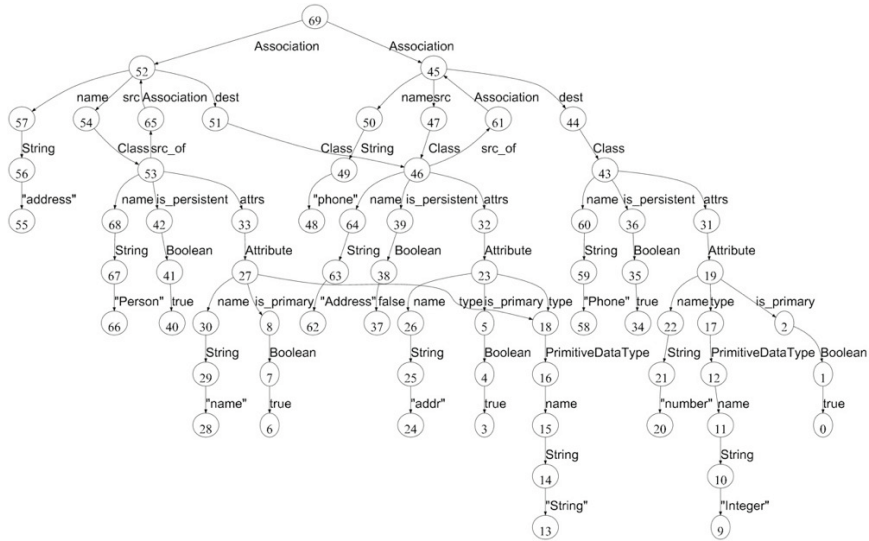 69
Association Association
52 45
name src Association dest name src Association dest
57 54 65 51 50 47 61 44
String Class src_of Class String Class src_of Class
56 53 49 46 43
"address" name is_persistent attrs "phone" name is_persistent attrs name is_persistent attrs
55 68 42 33 48 64 39 32 60 36 31
String Boolean Attribute String Boolean Attribute String Boolean Attribute
67 41 27 63 38 23 59 35 19
"Person" true name is_primary "Address" false name type is_primary type "Phone" true name type is_primary
66 40 30 8 62 37 26 5 18 58 34 22 17 2
String Boolean String Boolean PrimitiveDataType String PrimitiveDataType Boolean
29 7 25 4 16 21 12 1
"name" true "addr" true name "number" name true
28 6 24 3 15 20 11 0
String String
14 10
"String" "Integer"
13 9